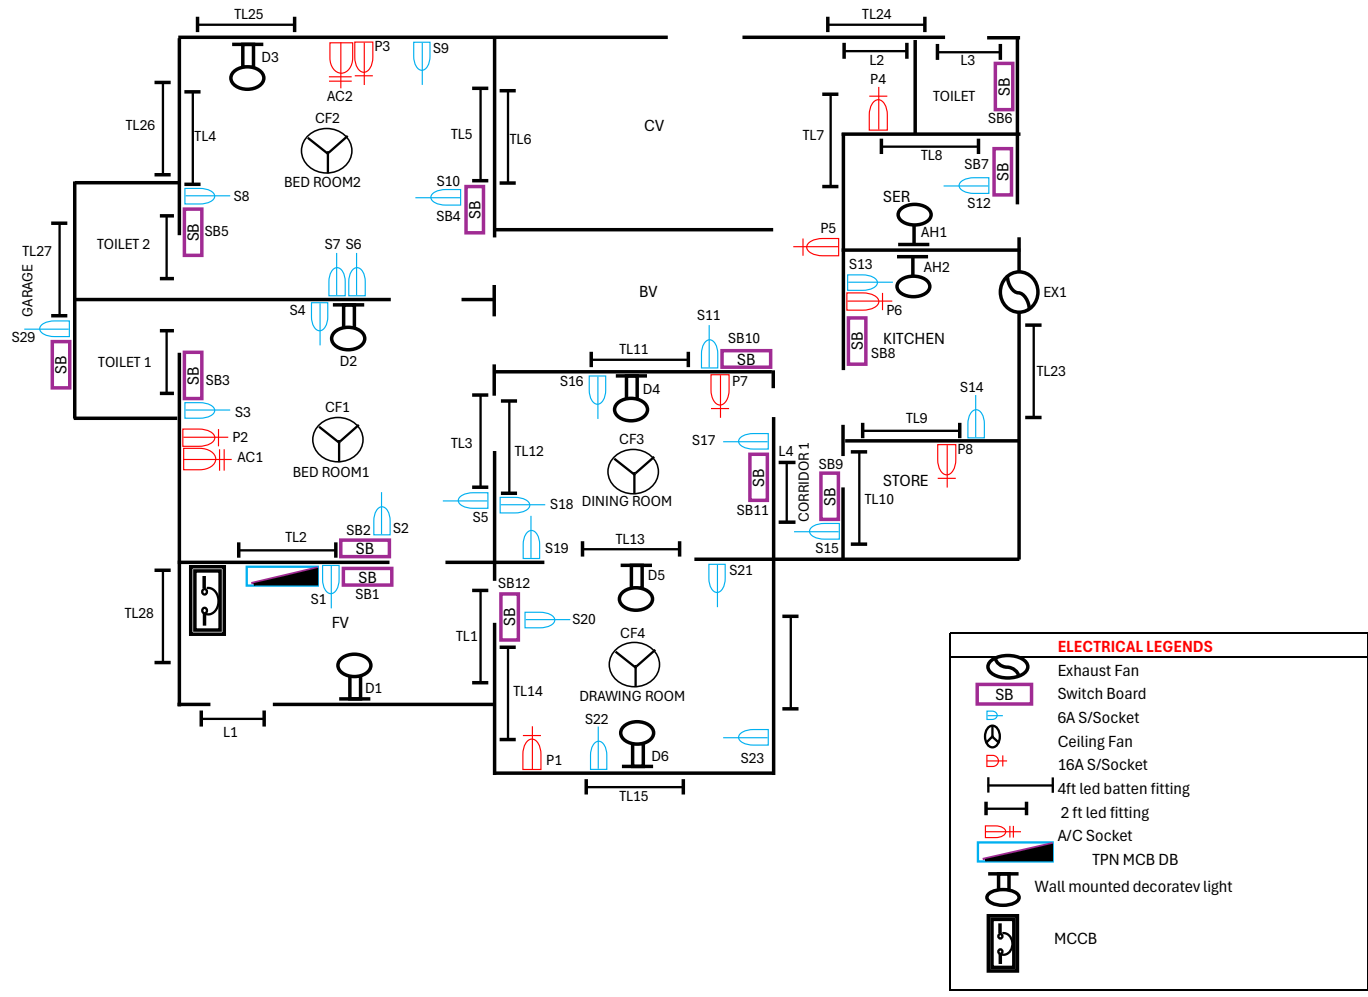 TL25
TL24
D3
P3
S9
L2
L3
AC2
P4
TOILET
SB
SB6
TL26
TL4
CF2
TL5
TL6
CV
TL7
TL8
BED ROOM2
SB7
SB
S8
S10
SB4
SB
SER
S12
SB
SB5
TOILET 2
TL27
GARAGE
S7 S6
P5
AH1
S13
AH2
BV
EX1
S4
P6
S29
S11
SB10
SB
SB
SB8
KITCHEN
D2
TL11
TOILET 1
SB
SB
SB3
S16
D4
P7
TL23
S14
S3
CF1
TL9
P2
TL3
TL12
CF3
S17
L4
CORRIDOR 1
P8
AC1
BED ROOM1
SB9
SB
STORE
DINING ROOM
SB
SB11
TL10
S5
S18
SB2
S2
S19
TL13
S15
TL2
SB
SB
S1
SB1
D5
S21
SB12
SB
TL28
FV
TL1
S20
CF4
D1
TL14
DRAWING ROOM
L1
S22
P1
D6
S23
TL15
ELECTRICAL LEGENDS
Exhaust Fan
SB
Switch Board
6A S/Socket
Ceiling Fan
16A S/Socket
4ft led batten fitting
2 ft led fitting
A/C Socket
TPN MCB DB
Wall mounted decoratev light
MCCB